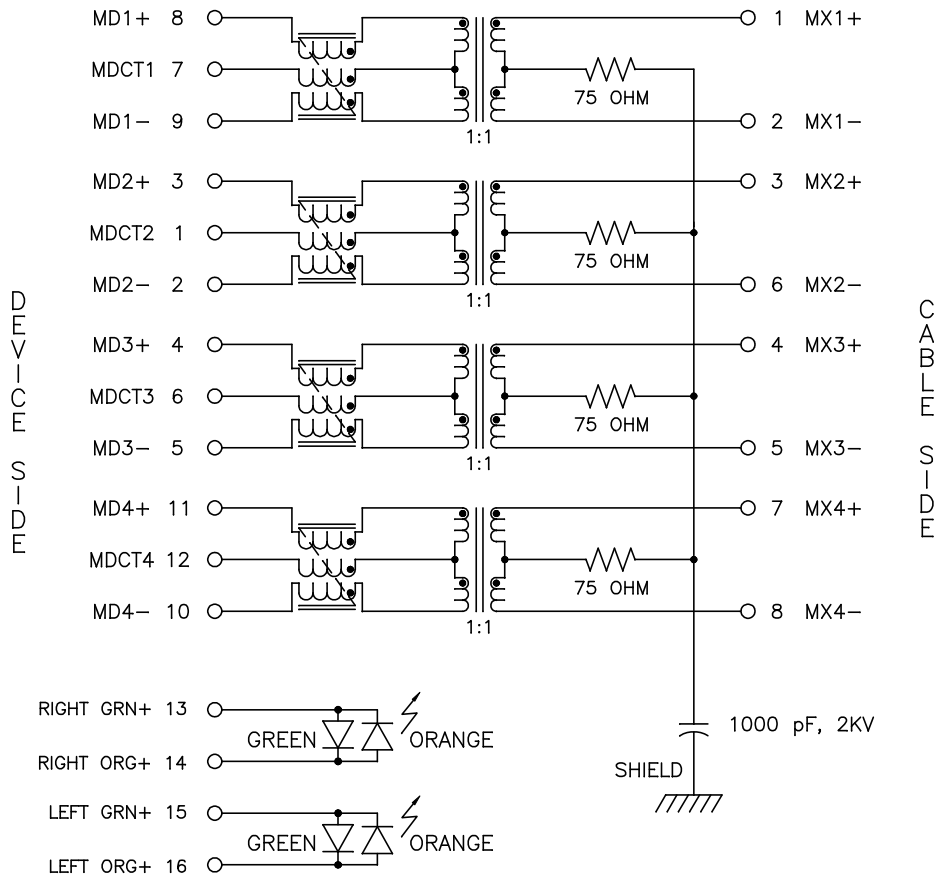 MD1+ 8
1 MX1+
MDCT1 7
75 OHM
MD1− 9
2 MX1−
1:1
MD2+ 3
3 MX2+
MDCT2 1
75 OHM
MD2− 2
6 MX2−
1:1
DEVICE SIDE
CABLE SIDE
MD3+ 4
4 MX3+
MDCT3 6
75 OHM
MD3− 5
5 MX3−
1:1
MD4+ 11
7 MX4+
MDCT4 12
75 OHM
MD4− 10
8 MX4−
1:1
RIGHT GRN+ 13
GREEN
ORANGE
RIGHT ORG+ 14
1000 pF, 2KV
SHIELD
LEFT GRN+ 15
GREEN
ORANGE
LEFT ORG+ 16